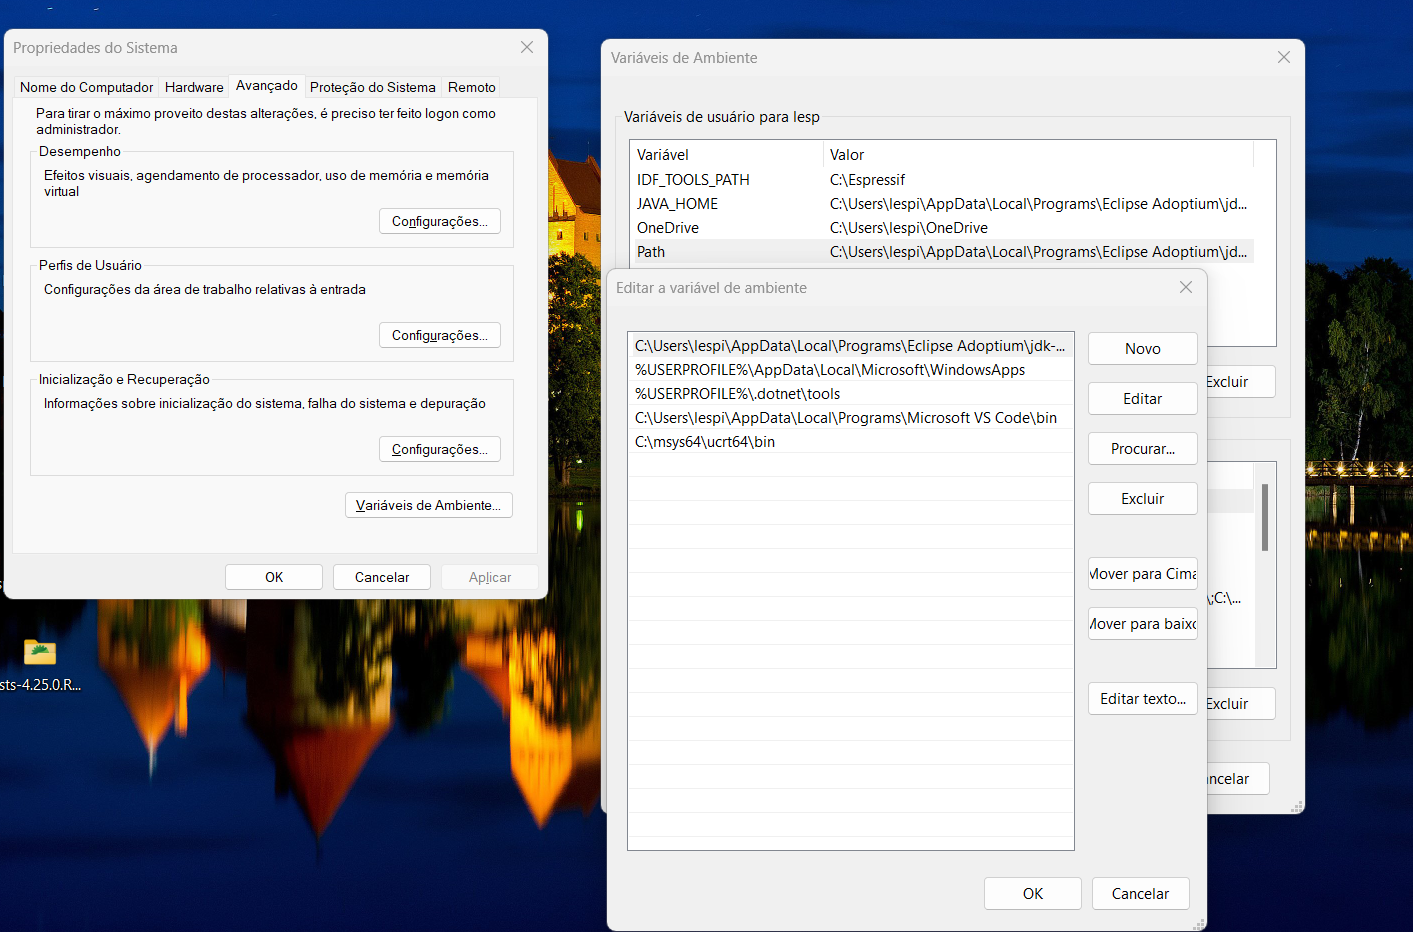 Propriedades do Sistema
Nome do Computador
Hardware
Avançado
Proteção do Sistema
Remoto
Para tirar o máximo proveito destas alterações, é preciso ter feito logon como
administrador.
Desempenho
Efeitos visuais, agendamento de processador, uso de memória e memória
virtual
Configurações...
Perfis de Usuário
Configurações da área de trabalho relativas à entrada
Configurações...
Inicialização e Recuperação
Informações sobre inicialização do sistema, falha do sistema e depuração
Configurações...
Variáveis de Ambiente...
OK
Cancelar
Aplicar
sts-4.25.0.R...
Variáveis de Ambiente
Variáveis de usuário para lesp
Variável Valor
IDF_TOOLS_PATH C:\Espressif
JAVA_HOME C:\Users\lespi\AppData\Local\Programs\Eclipse Adoptium\jd...
OneDrive C:\Users\lespi\OneDrive
Path C:\Users\lespi\AppData\Local\Programs\Eclipse Adoptium\jd...
Excluir
\;C:\...
Excluir
ncelar
Editar a variável de ambiente
C:\Users\lespi\AppData\Local\Programs\Eclipse Adoptium\jdk-...
%USERPROFILE%\AppData\Local\Microsoft\WindowsApps
%USERPROFILE%\.dotnet\tools
C:\Users\lespi\AppData\Local\Programs\Microsoft VS Code\bin
C:\msys64\ucrt64\bin
Novo
Editar
Procurar...
Excluir
Mover para Cima
Mover para baixo
Editar texto...
OK
Cancelar